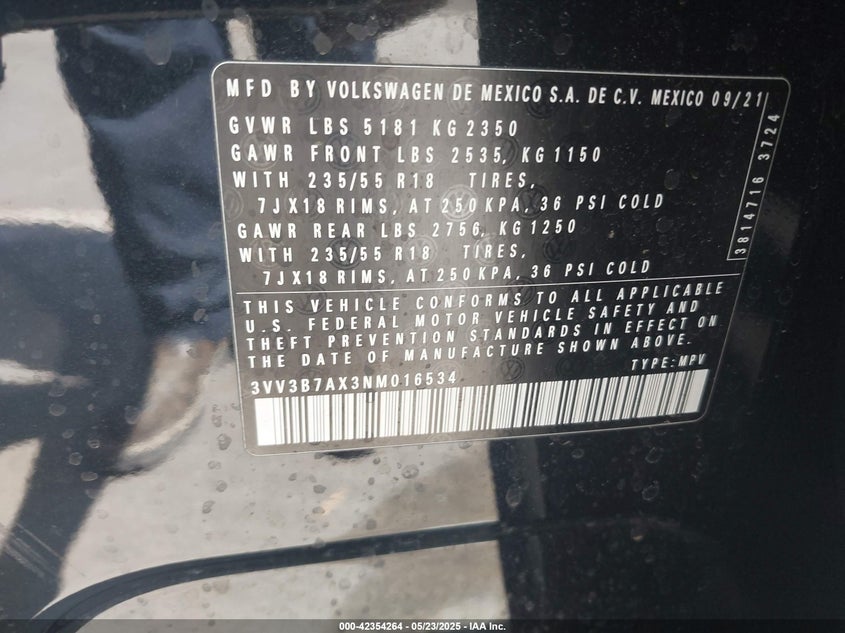 MFD BY VOLKSWAGEN DE MEXICO S.A. DE C.V. MEXICO 09/21
GVWR LBS 5181 KG 2350
GAWR FRONT LBS 2535, KG 1150
WITH 235/55 R18 TIRES,
7JX18 RIMS, AT 250 KPA, 36 PSI COLD
GAWR REAR LBS 2756, KG 1250
WITH 235/55 R18 TIRES,
7JX18 RIMS, AT 250 KPA, 36 PSI COLD
3814716 3724
THIS VEHICLE CONFORMS TO ALL APPLICABLE
U.S. FEDERAL MOTOR VEHICLE SAFETY AND
THEFT PREVENTION STANDARDS IN EFFECT ON
THE DATE OF MANUFACTURE SHOWN ABOVE.
TYPE: MPV
3VV3B7AX3NM016534
000-42354264 - 05/23/2025 - IAA Inc.